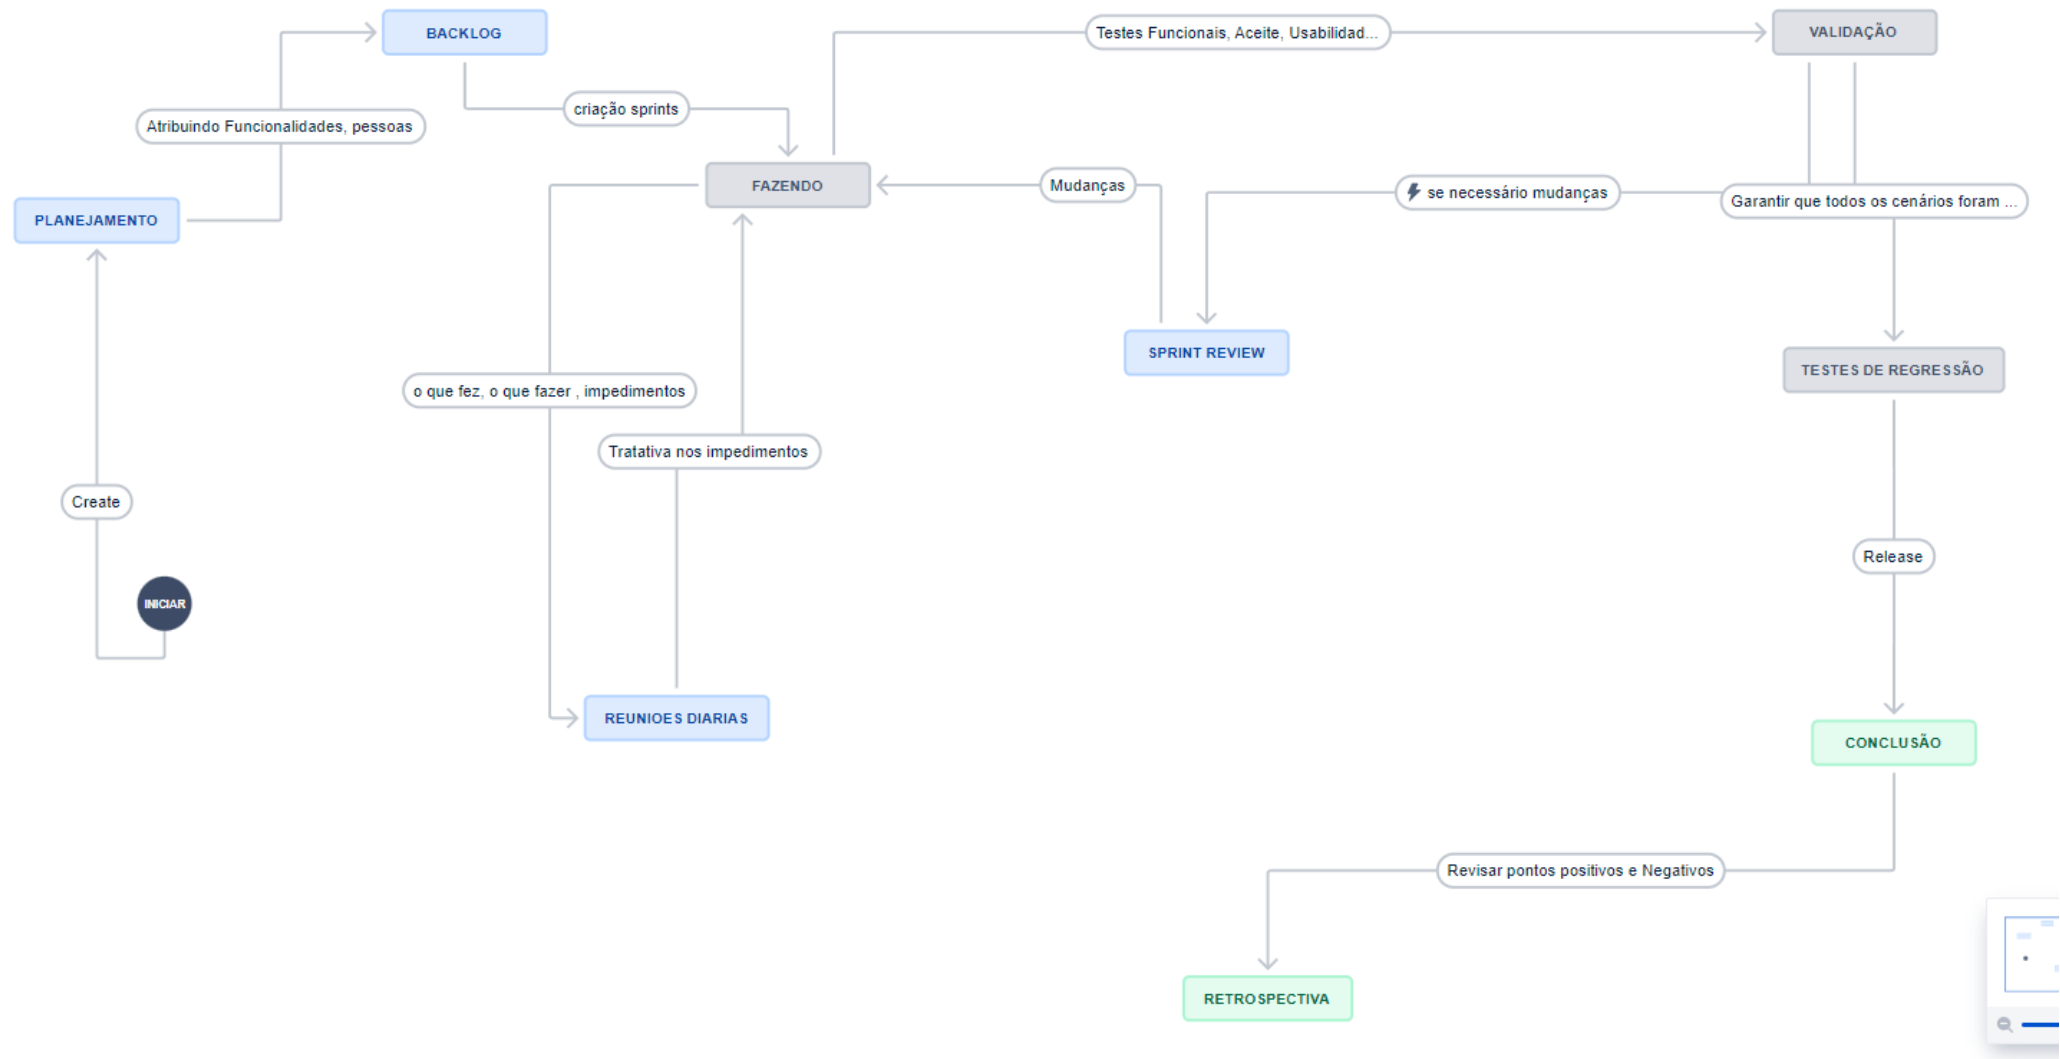 BACKLOG
Testes Funcionais, Aceite, Usabilidad...
VALIDAÇÃO
criação sprints
Atribuindo Funcionalidades, pessoas
FAZENDO
Mudanças
se necessário mudanças
Garantir que todos os cenários foram ...
PLANEJAMENTO
SPRINT REVIEW
TESTES DE REGRESSÃO
o que fez, o que fazer , impedimentos
Tratativa nos impedimentos
Create
Release
INICIAR
REUNIOES DIARIAS
CONCLUSÃO
Revisar pontos positivos e Negativos
RETROSPECTIVA